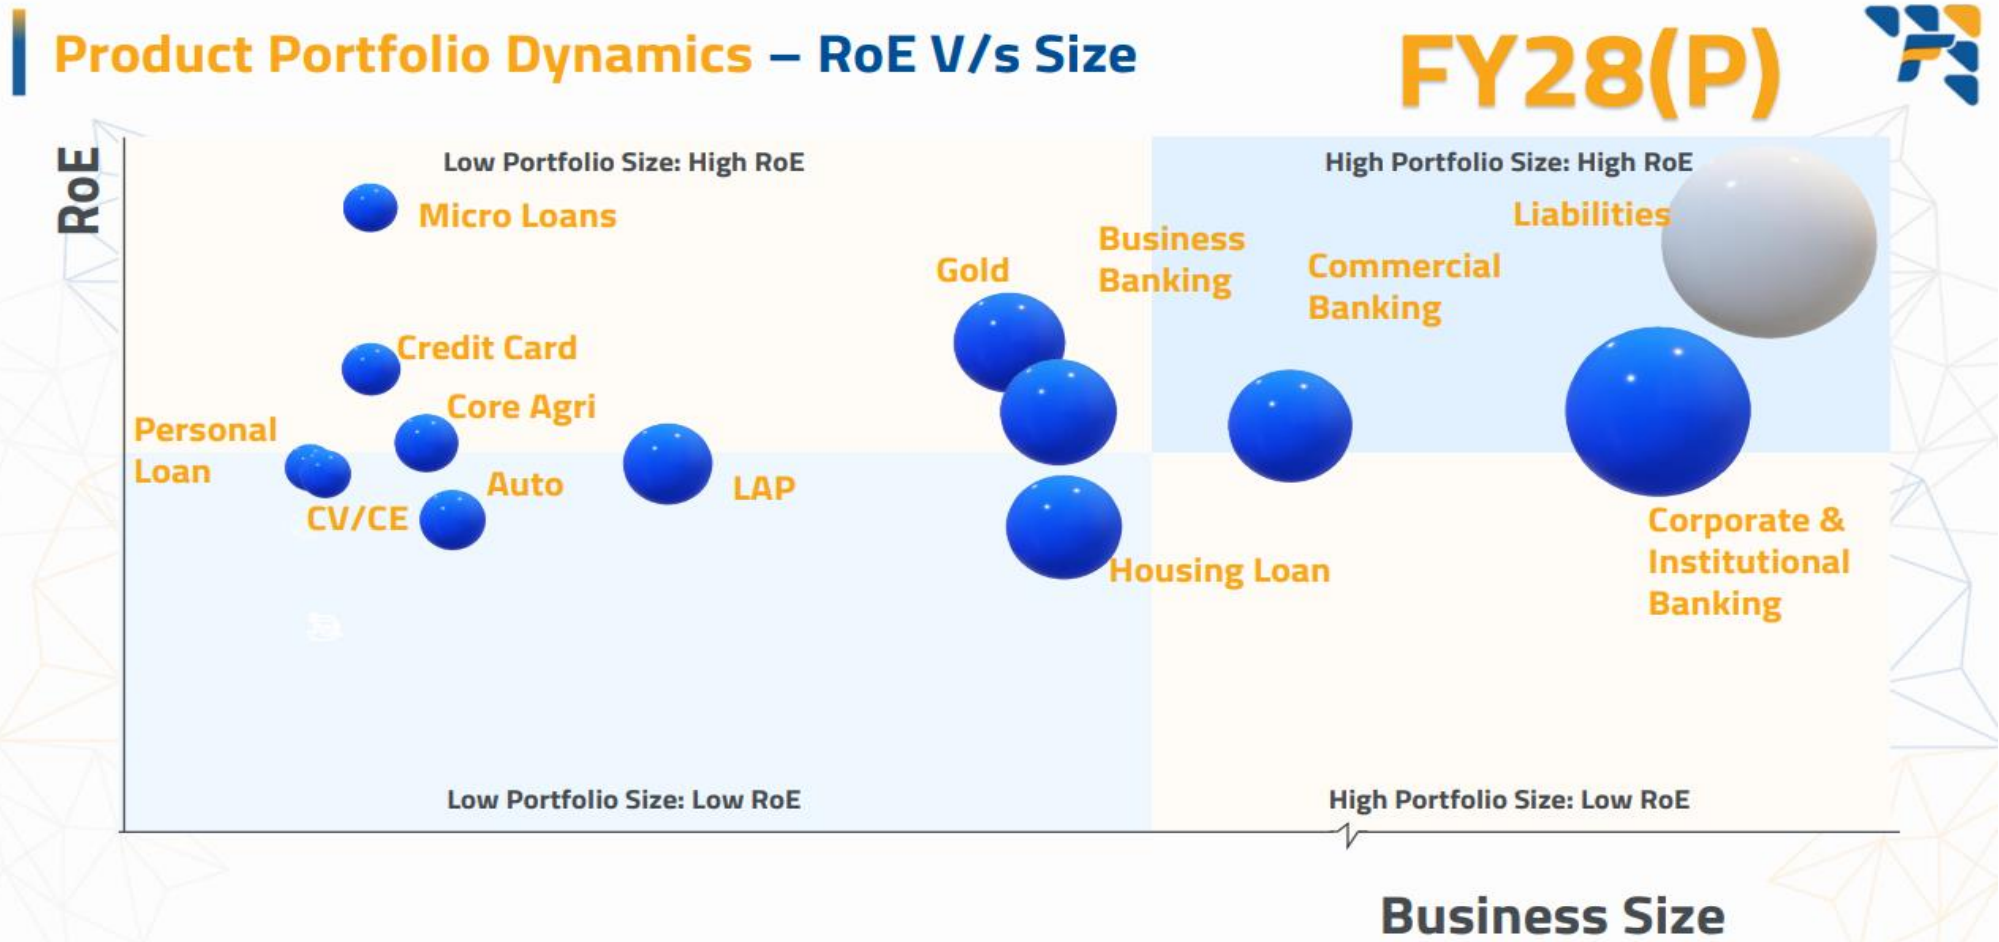 Product Portfolio Dynamics – RoE V/s Size
FY28(P)
RoE
Low Portfolio Size: High RoE
High Portfolio Size: High RoE
Micro Loans
Liabilities
Business
Banking
Gold
Commercial
Banking
Credit Card
Core Agri
Personal
Loan
Auto
LAP
CV/CE
Corporate &
Institutional
Banking
Housing Loan
Low Portfolio Size: Low RoE
High Portfolio Size: Low RoE
Business Size